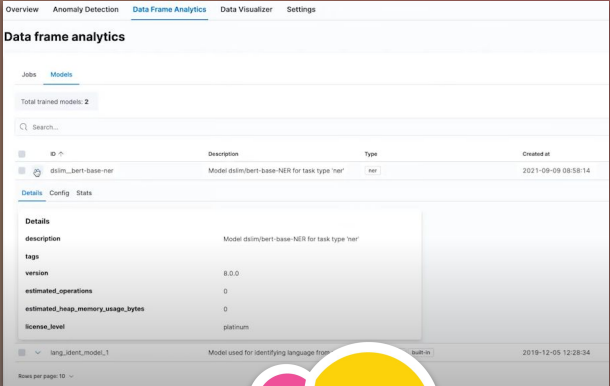 Overview Anomaly Detection Data Frame Analytics Data Visualizer Settings
Data frame analytics
Jobs Models
Total trained models: 2
Search...
ID Description Type Created at
dslim__bert-base-ner Model dslim/bert-base-NER for task type 'ner' ner 2021-09-09 08:58:14
Details Config Stats
Details
description Model dslim/bert-base-NER for task type 'ner'
tags
version 8.0.0
estimated_operations 0
estimated_heap_memory_usage_bytes 0
license_level platinum
lang_ident_model_1 Model used for identifying language from built-in 2019-12-05 12:28:34
Rows per page: 10